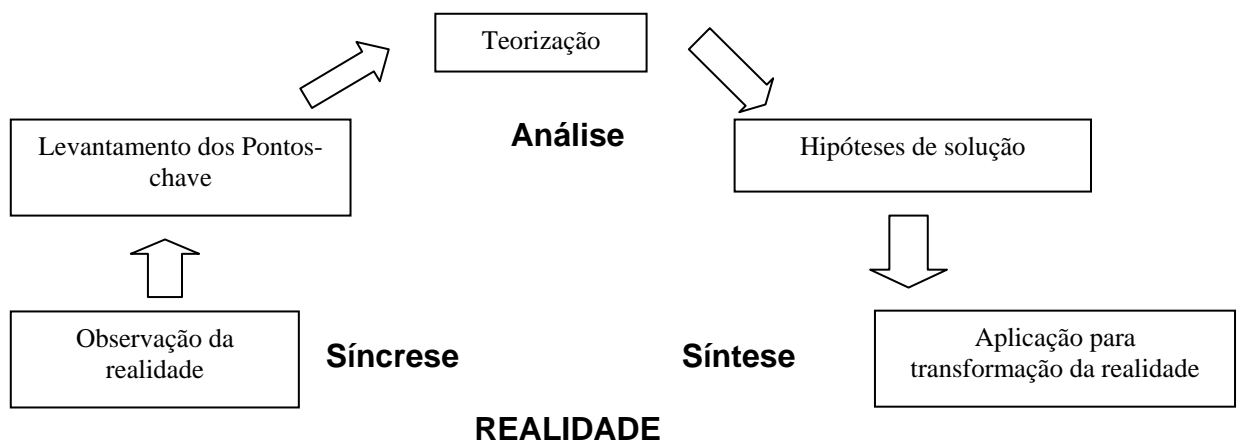 Teorização
Análise
Levantamento dos Pontos-
chave
Hipóteses de solução
Observação da
realidade
Síncrese
Síntese
Aplicação para
transformação da realidade
REALIDADE